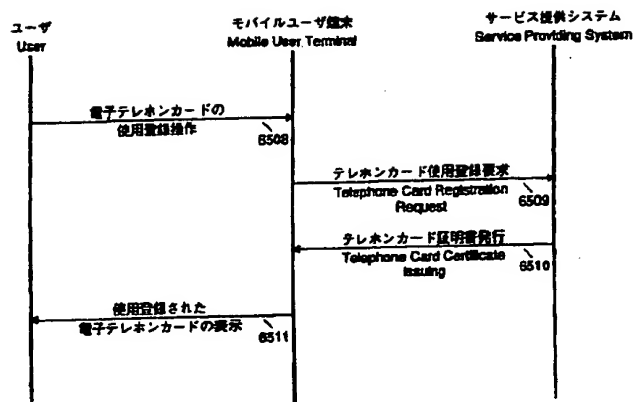 ユーザ
User
モバイルユーザ端末
Mobile User Terminal
サービス提供システム
Service Providing System
電子テレホンカードの
使用登録操作
6508
テレホンカード使用登録要求
Telephone Card Registration
Request
6509
テレホンカード証明書発行
Telephone Card Certificate
Issuing
6510
使用登録された
電子テレホンカードの表示
6511